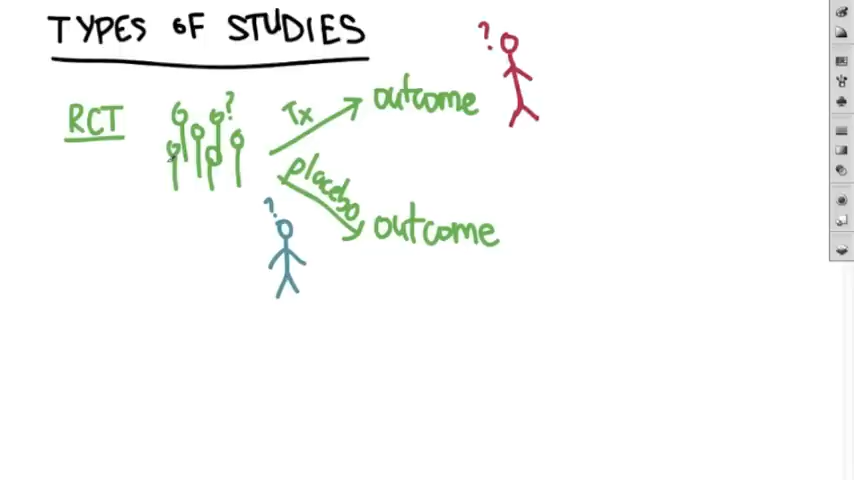 TYPES OF STUDIES
RCT
?
Tx
outcome
?
placebo
outcome
?